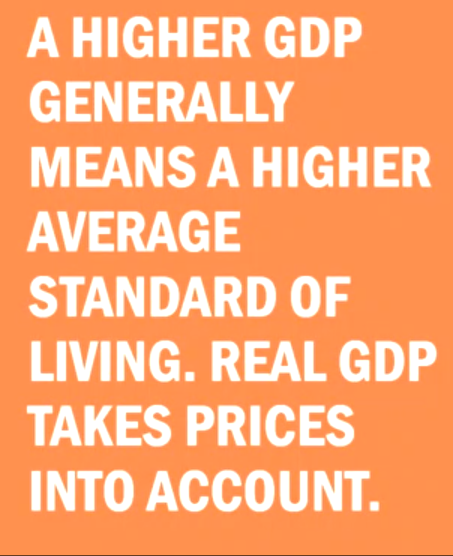 A HIGHER GDP
GENERALLY
MEANS A HIGHER
AVERAGE
STANDARD OF
LIVING. REAL GDP
TAKES PRICES
INTO ACCOUNT.